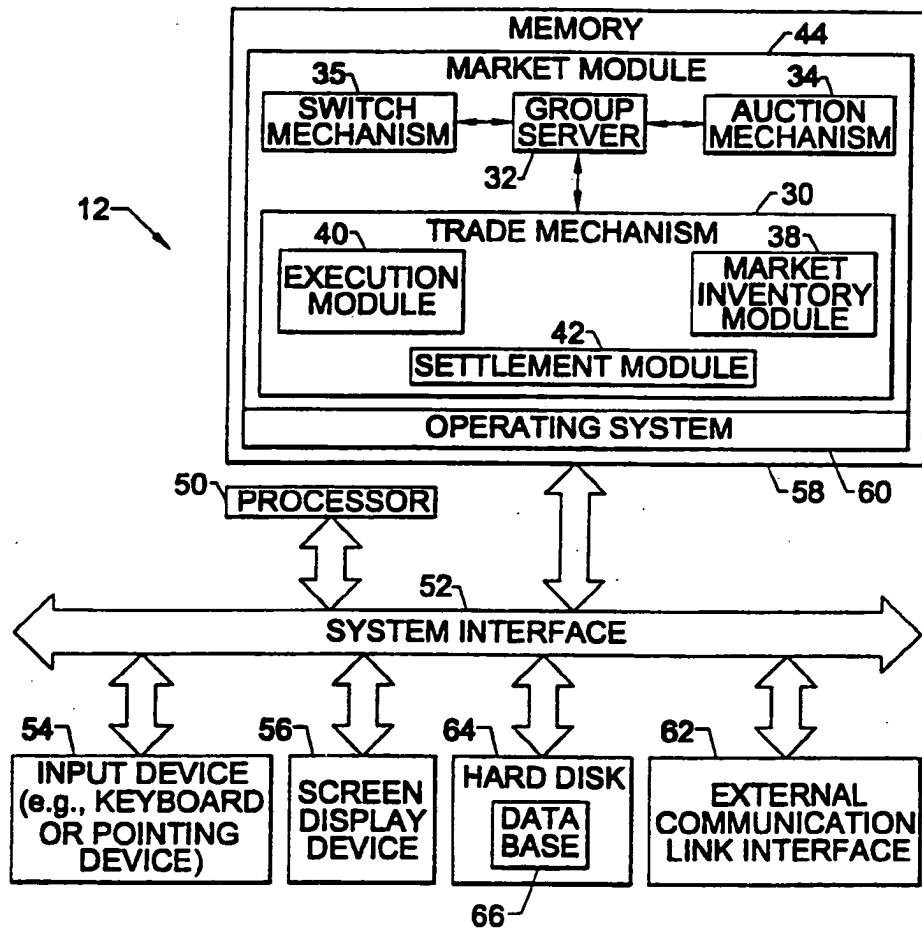 MEMORY
44
MARKET MODULE
35
34
SWITCH
MECHANISM
GROUP
SERVER
AUCTION
MECHANISM
32
12
30
TRADE MECHANISM
40
38
EXECUTION
MODULE
MARKET
INVENTORY
MODULE
42
SETTLEMENT MODULE
OPERATING SYSTEM
58
60
50
PROCESSOR
52
SYSTEM INTERFACE
54
56
64
62
INPUT DEVICE
(e.g., KEYBOARD
OR POINTING
DEVICE)
SCREEN
DISPLAY
DEVICE
HARD DISK
DATA
BASE
EXTERNAL
COMMUNICATION
LINK INTERFACE
66